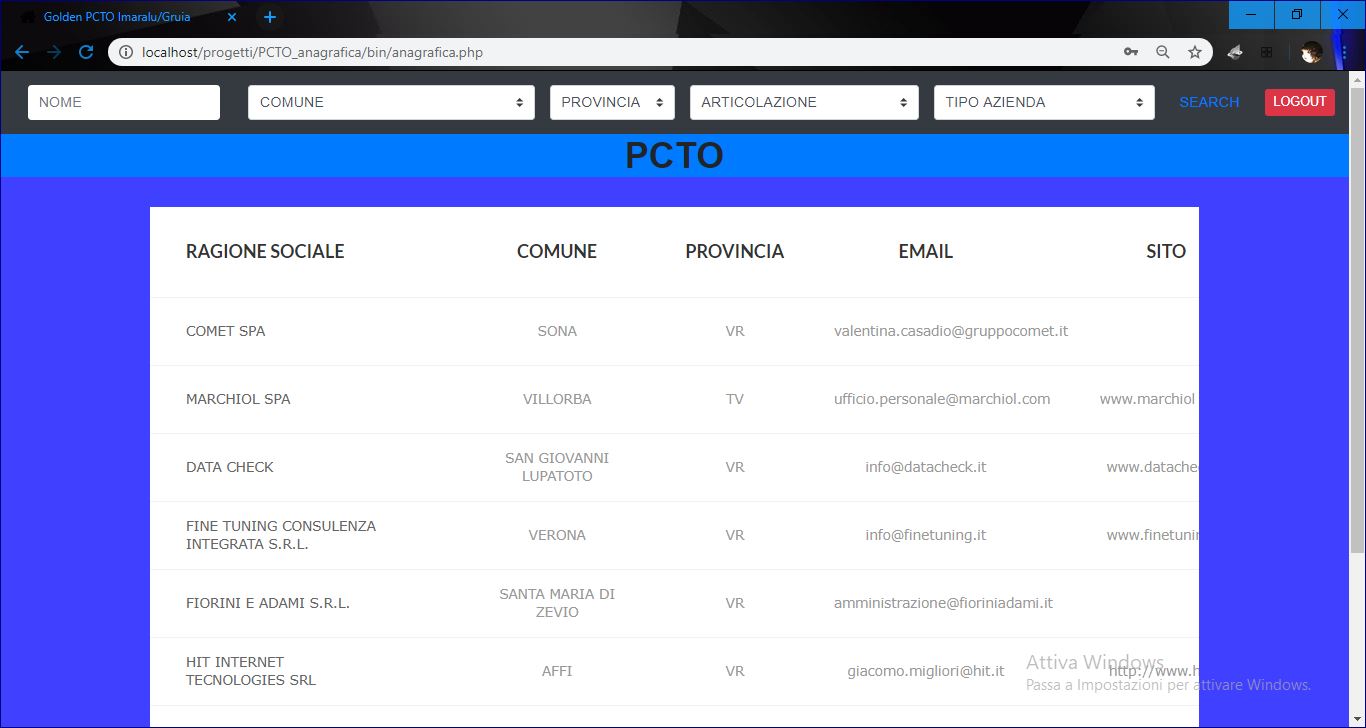 Golden PCTO Imaralu/Gruia
localhost/progetti/PCTO_anagrafica/bin/anagrafica.php
NOME COMUNE PROVINCIA ARTICOLAZIONE TIPO AZIENDA SEARCH LOGOUT
PCTO
RAGIONE SOCIALE COMUNE PROVINCIA EMAIL SITO
COMET SPA SONA VR valentina.casadio@gruppocomet.it
MARCHIOL SPA VILLORBA TV ufficio.personale@marchiol.com www.marchiol
DATA CHECK SAN GIOVANNI LUPATOTO VR info@datacheck.it www.datache
FINE TUNING CONSULENZA INTEGRATA S.R.L. VERONA VR info@finetuning.it www.finetunin
FIORINI E ADAMI S.R.L. SANTA MARIA DI ZEVIO VR amministrazione@fioriniadami.it
HIT INTERNET TECNOLOGIES SRL AFFI VR giacomo.migliori@hit.it http://www.h
Attiva Windows
Passa a Impostazioni per attivare Windows.